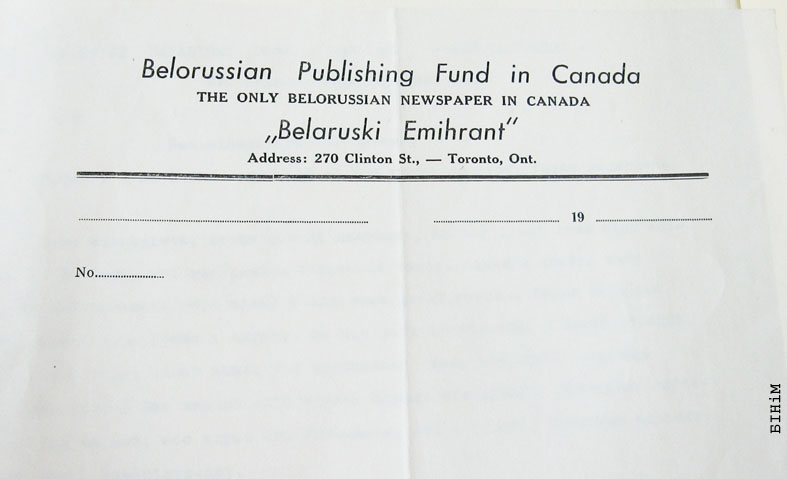 Belorussian Publishing Fund in Canada
THE ONLY BELORUSSIAN NEWSPAPER IN CANADA
„Belaruski Emihrant”
Address: 270 Clinton St., — Toronto, Ont.
19
No.
БІНіМ